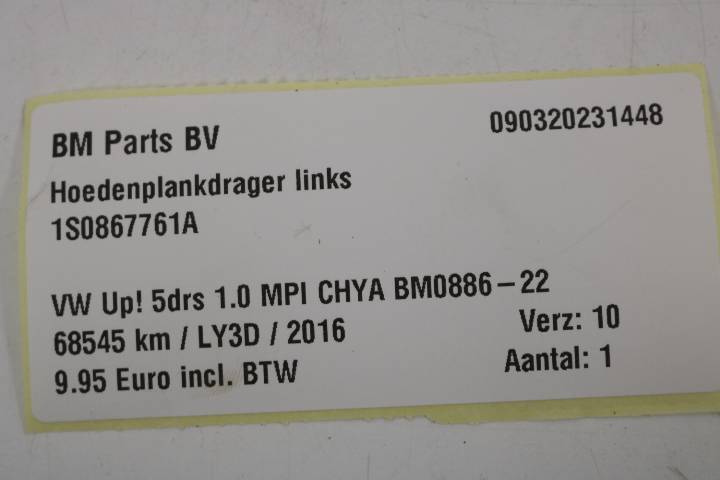 BM Parts BV 090320231448
Hoedenplankdrager links
1S0867761A
VW Up! 5drs 1.0 MPI CHYA BM0886-22
68545 km / LY3D / 2016 Verz: 10
9.95 Euro incl. BTW Aantal: 1